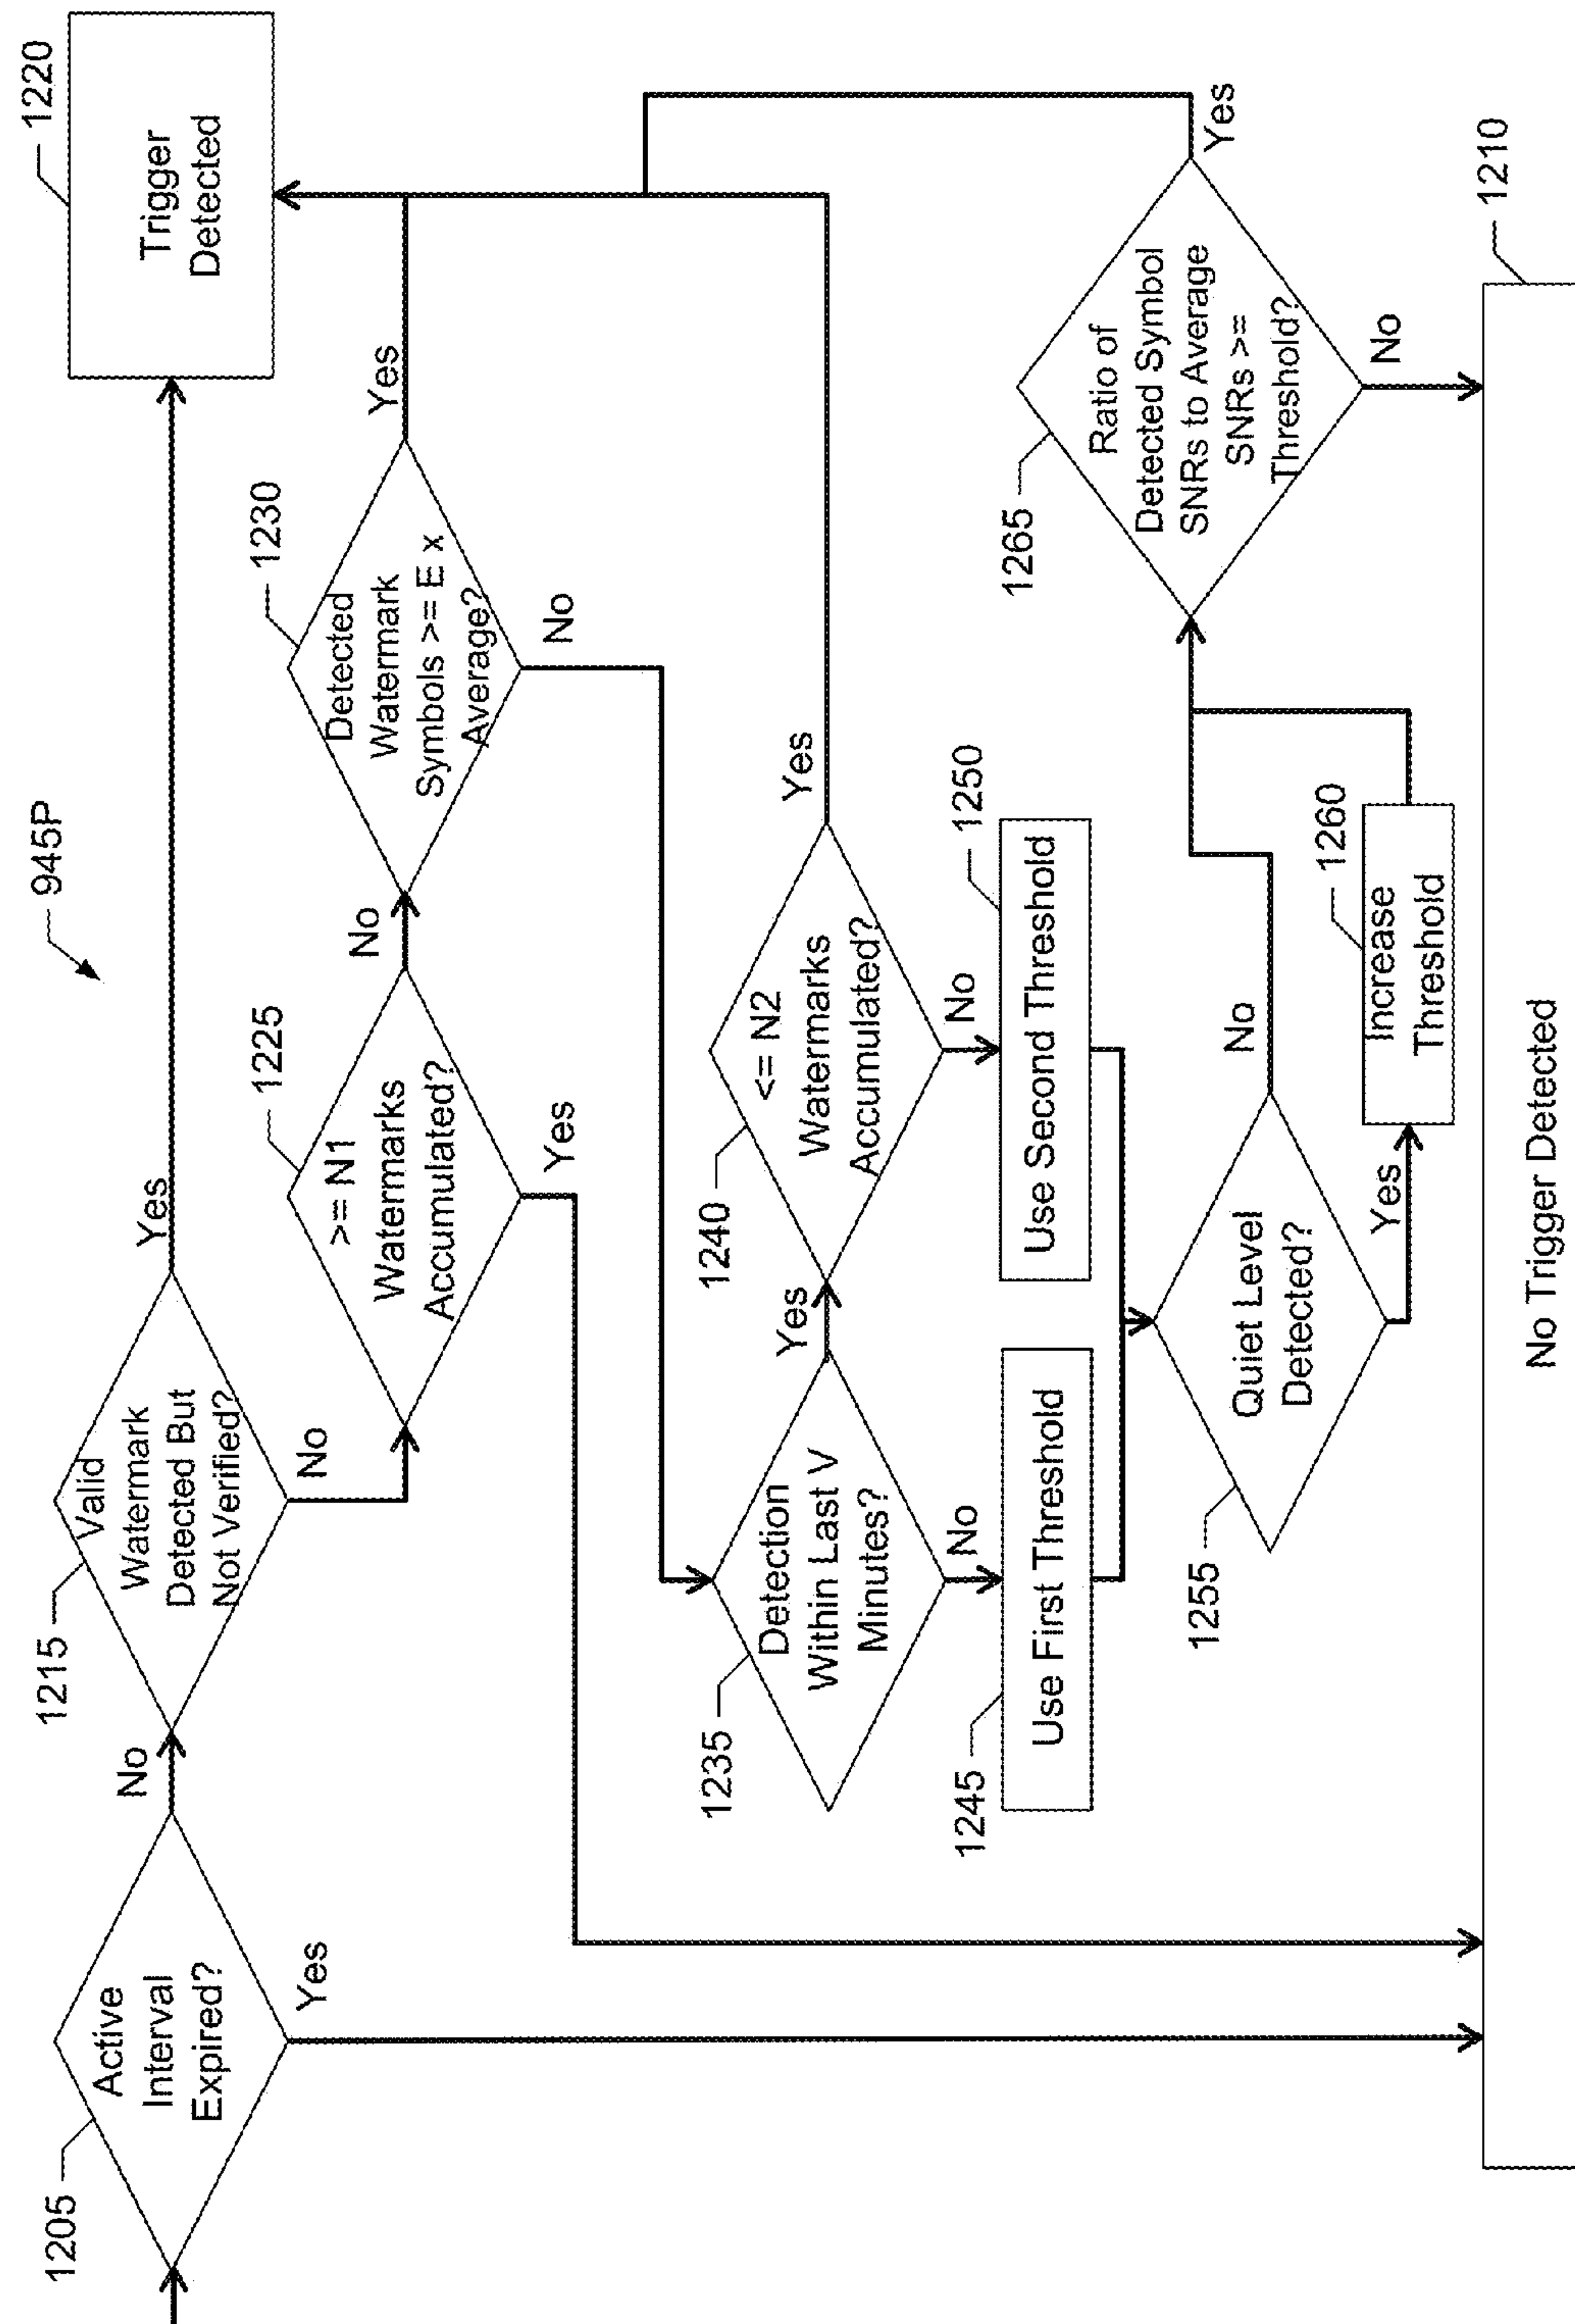 945P
1205
Active
Interval
Expired?
No
Yes
1215
Valid
Watermark
Detected But
Not Verified?
Yes
No
1220
Trigger
Detected
1225
>= N1
Watermarks
Accumulated?
No
Yes
1230
Detected
Watermark
Symbols >= E x
Average?
Yes
No
1235
Detection
Within Last V
Minutes?
Yes
No
1240
<= N2
Watermarks
Accumulated?
Yes
No
1245
Use First Threshold
1250
Use Second Threshold
1255
Quiet Level
Detected?
No
Yes
1260
Increase
Threshold
1265
Ratio of
Detected Symbol
SNRs to Average
SNRs >=
Threshold?
Yes
No
1210
No Trigger Detected